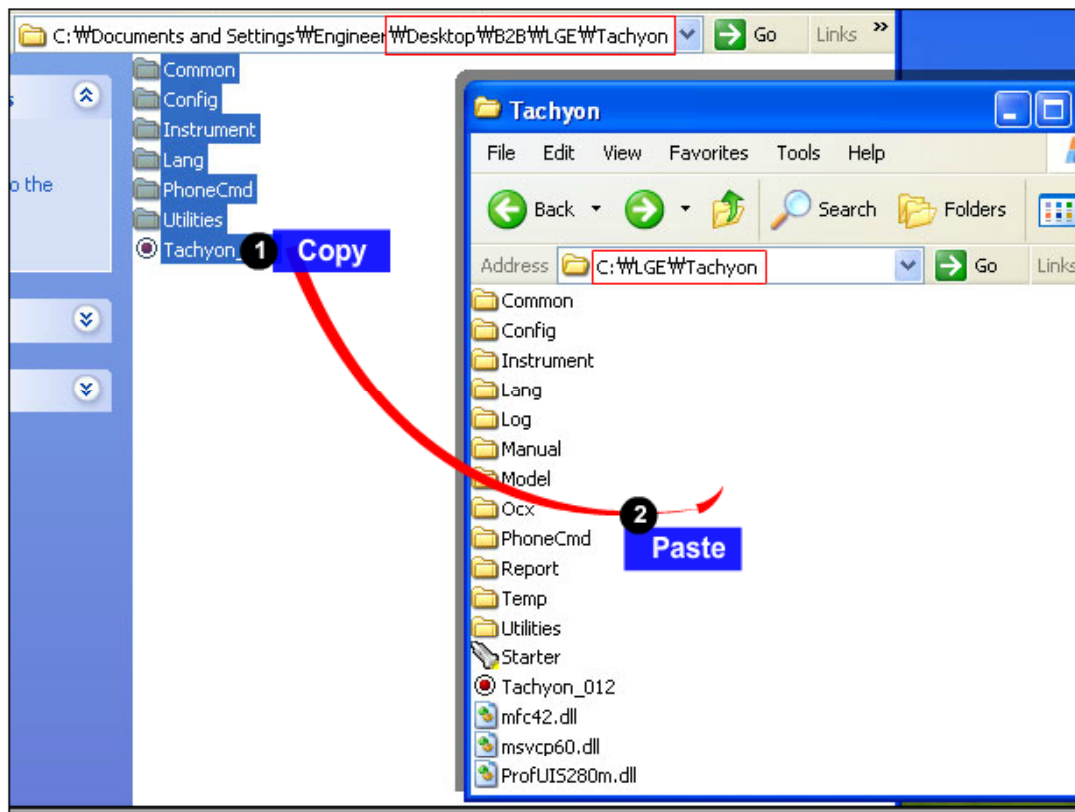 C:₩Documents and Settings₩Engineer₩Desktop₩B2B₩LGE₩Tachyon Go Links »
Common
Config
Instrument
Lang
PhoneCmd
Utilities
Tachyon_
o the
1 Copy
Tachyon
File Edit View Favorites Tools Help
Back Search Folders
Address C:₩LGE₩Tachyon Go Links
Common
Config
Instrument
Lang
Log
Manual
Model
Ocx
PhoneCmd
Report
Temp
Utilities
Starter
Tachyon_012
mfc42.dll
msvcp60.dll
ProfUIS280m.dll
2
Paste